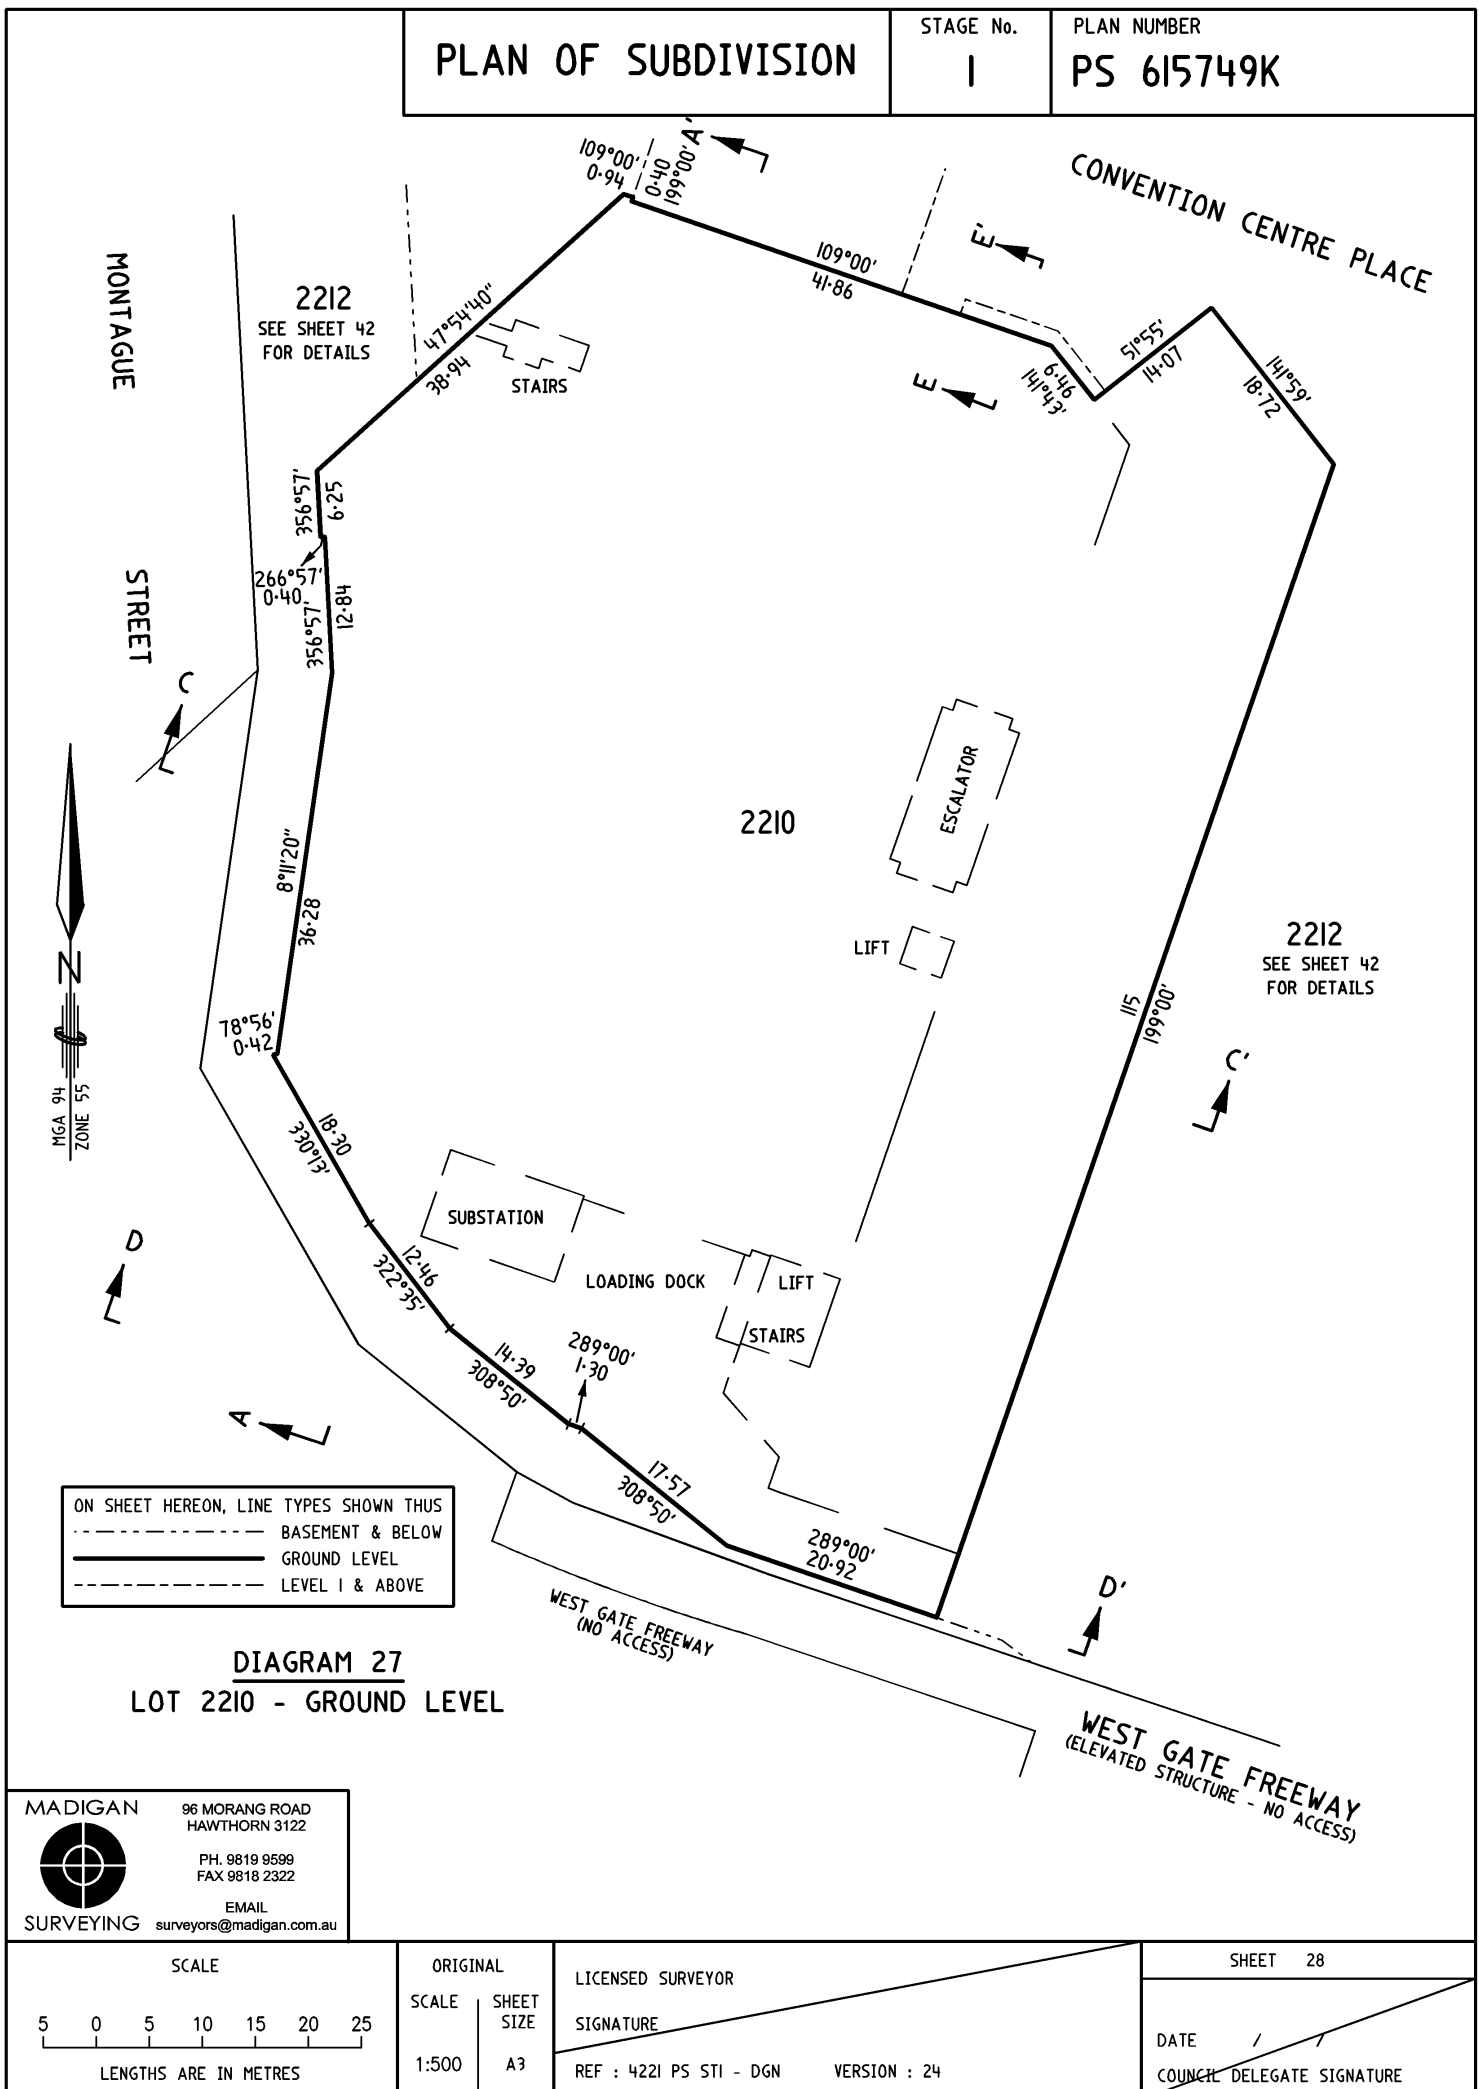 PLAN OF SUBDIVISION
STAGE No.
1
PLAN NUMBER
PS 615749K
CONVENTION CENTRE PLACE
MONTAGUE
STREET
2212
SEE SHEET 42
FOR DETAILS
109°00'
0·94
0·40
199°00'
A'
109°00'
41·86
E'
E
47°54'40"
38·94
STAIRS
6·46
141°43'
51°55'
14·07
141°59'
18·72
356°57'
6·25
266°57'
0·40
356°57'
12·84
C
8°11'20"
36·28
2210
ESCALATOR
LIFT
2212
SEE SHEET 42
FOR DETAILS
115
199°00'
C'
N
MGA 94
ZONE 55
78°56'
0·42
18·30
330°13'
D
SUBSTATION
12·46
322°35'
LOADING DOCK
LIFT
STAIRS
14·39
308°50'
289°00'
1·30
A
17·57
308°50'
289°00'
20·92
D'
ON SHEET HEREON, LINE TYPES SHOWN THUS
BASEMENT & BELOW
GROUND LEVEL
LEVEL 1 & ABOVE
WEST GATE FREEWAY
(NO ACCESS)
DIAGRAM 27
LOT 2210 - GROUND LEVEL
WEST GATE FREEWAY
(ELEVATED STRUCTURE - NO ACCESS)
MADIGAN
SURVEYING
96 MORANG ROAD
HAWTHORN 3122
PH. 9819 9599
FAX 9818 2322
EMAIL
surveyors@madigan.com.au
SCALE
5 0 5 10 15 20 25
LENGTHS ARE IN METRES
ORIGINAL
SCALE
SHEET
SIZE
1:500
A3
LICENSED SURVEYOR
SIGNATURE
REF : 4221 PS ST1 - DGN VERSION : 24
SHEET 28
DATE / /
COUNCIL DELEGATE SIGNATURE